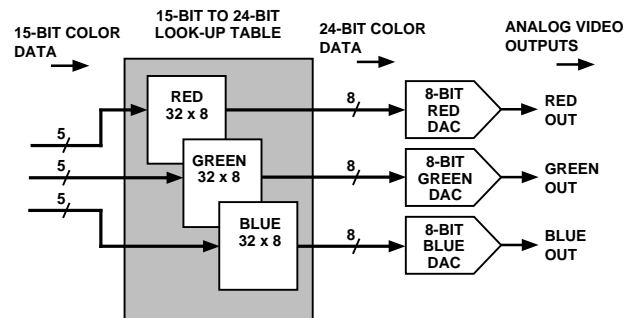 15-BIT COLOR
DATA
15-BIT TO 24-BIT
LOOK-UP TABLE
24-BIT COLOR
DATA
ANALOG VIDEO
OUTPUTS
5
RED
32 x 8
8
8-BIT
RED
DAC
RED
OUT
5
GREEN
32 x 8
8
8-BIT
GREEN
DAC
GREEN
OUT
5
BLUE
32 x 8
8
8-BIT
BLUE
DAC
BLUE
OUT